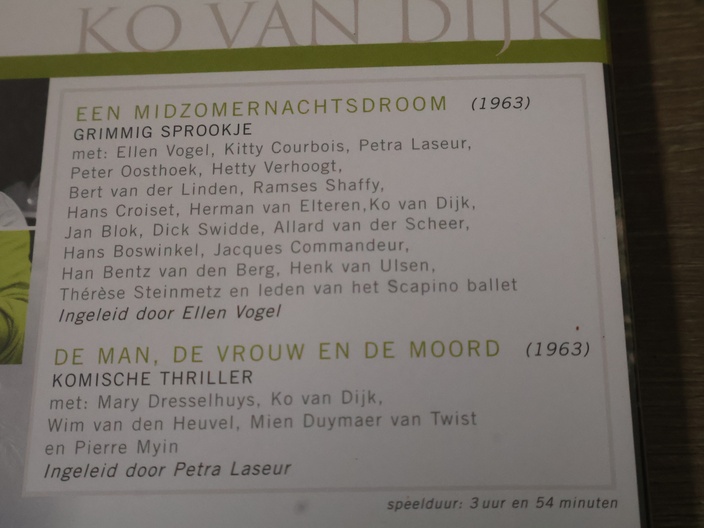 KO VAN DIJK
EEN MIDZOMERNACHTSDROOM (1963)
GRIMMIG SPROOKJE
met: Ellen Vogel, Kitty Courbois, Petra Laseur,
Peter Oosthoek, Hetty Verhoogt,
Bert van der Linden, Ramses Shaffy,
Hans Croiset, Herman van Elteren,Ko van Dijk,
Jan Blok, Dick Swidde, Allard van der Scheer,
Hans Boswinkel, Jacques Commandeur,
Han Bentz van den Berg, Henk van Ulsen,
Thérèse Steinmetz en leden van het Scapino ballet
Ingeleid door Ellen Vogel
DE MAN, DE VROUW EN DE MOORD (1963)
KOMISCHE THRILLER
met: Mary Dresselhuys, Ko van Dijk,
Wim van den Heuvel, Mien Duymaer van Twist
en Pierre Myin
Ingeleid door Petra Laseur
speelduur: 3 uur en 54 minuten